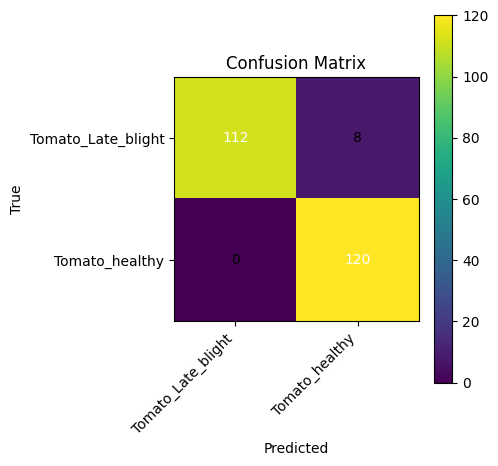 Confusion Matrix
120
100
80
60
40
20
0
True
Tomato_Late_blight
112 8
Tomato_healthy
0 120
Tomato_Late_blight
Tomato_healthy
Predicted